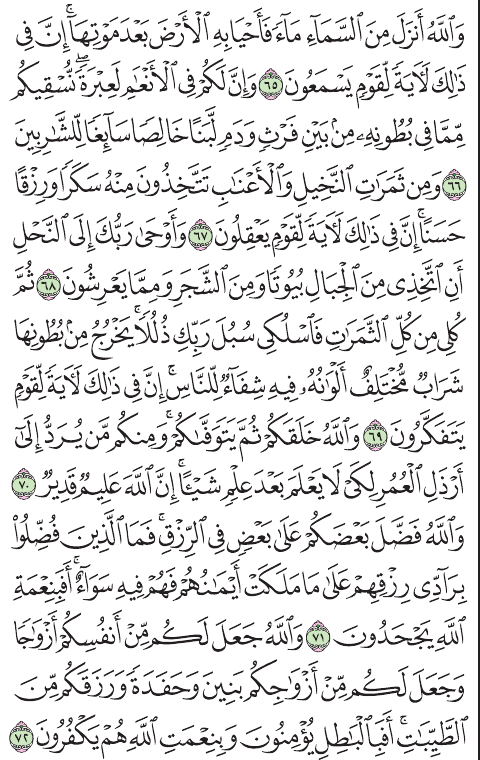 وَٱللَّهُ أَنزَلَ مِنَ ٱلسَّمَآءِ مَآءً فَأَحْيَا بِهِ ٱلْأَرْضَ بَعْدَ مَوْتِهَآ ۚ إِنَّ فِى
ذَٰلِكَ لَءَايَةً لِّقَوْمٍ يَسْمَعُونَ ٦٥ وَإِنَّ لَكُمْ فِى ٱلْأَنْعَٰمِ لَعِبْرَةً ۖ نُّسْقِيكُم
مِّمَّا فِى بُطُونِهِۦ مِنۢ بَيْنِ فَرْثٍ وَدَمٍ لَّبَنًا خَالِصًا سَآئِغًا لِّلشَّٰرِبِينَ
٦٦ وَمِن ثَمَرَٰتِ ٱلنَّخِيلِ وَٱلْأَعْنَٰبِ تَتَّخِذُونَ مِنْهُ سَكَرًا وَرِزْقًا
حَسَنًا ۗ إِنَّ فِى ذَٰلِكَ لَءَايَةً لِّقَوْمٍ يَعْقِلُونَ ٦٧ وَأَوْحَىٰ رَبُّكَ إِلَى ٱلنَّحْلِ
أَنِ ٱتَّخِذِى مِنَ ٱلْجِبَالِ بُيُوتًا وَمِنَ ٱلشَّجَرِ وَمِمَّا يَعْرِشُونَ ٦٨ ثُمَّ
كُلِى مِن كُلِّ ٱلثَّمَرَٰتِ فَٱسْلُكِى سُبُلَ رَبِّكِ ذُلُلًا ۚ يَخْرُجُ مِنۢ بُطُونِهَا
شَرَابٌ مُّخْتَلِفٌ أَلْوَٰنُهُۥ فِيهِ شِفَآءٌ لِّلنَّاسِ ۗ إِنَّ فِى ذَٰلِكَ لَءَايَةً لِّقَوْمٍ
يَتَفَكَّرُونَ ٦٩ وَٱللَّهُ خَلَقَكُمْ ثُمَّ يَتَوَفَّىٰكُمْ ۚ وَمِنكُم مَّن يُرَدُّ إِلَىٰٓ
أَرْذَلِ ٱلْعُمُرِ لِكَىْ لَا يَعْلَمَ بَعْدَ عِلْمٍ شَيْـًٔا ۚ إِنَّ ٱللَّهَ عَلِيمٌ قَدِيرٌ ٧٠
وَٱللَّهُ فَضَّلَ بَعْضَكُمْ عَلَىٰ بَعْضٍ فِى ٱلرِّزْقِ ۚ فَمَا ٱلَّذِينَ فُضِّلُوا۟
بِرَآدِّى رِزْقِهِمْ عَلَىٰ مَا مَلَكَتْ أَيْمَٰنُهُمْ فَهُمْ فِيهِ سَوَآءٌ ۚ أَفَبِنِعْمَةِ
ٱللَّهِ يَجْحَدُونَ ٧١ وَٱللَّهُ جَعَلَ لَكُم مِّنْ أَنفُسِكُمْ أَزْوَٰجًا
وَجَعَلَ لَكُم مِّنْ أَزْوَٰجِكُم بَنِينَ وَحَفَدَةً وَرَزَقَكُم مِّنَ
ٱلطَّيِّبَٰتِ ۚ أَفَبِٱلْبَٰطِلِ يُؤْمِنُونَ وَبِنِعْمَتِ ٱللَّهِ هُمْ يَكْفُرُونَ ٧٢